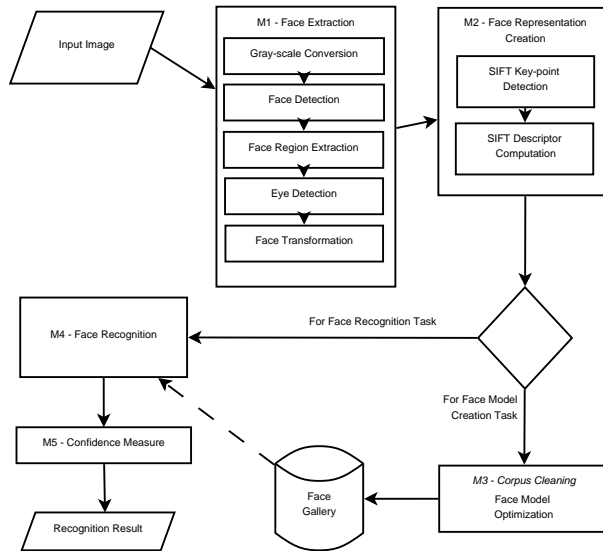 Input Image
M1 - Face Extraction
Gray-scale Conversion
Face Detection
Face Region Extraction
Eye Detection
Face Transformation
M2 - Face Representation
Creation
SIFT Key-point
Detection
SIFT Descriptor
Computation
For Face Recognition Task
For Face Model
Creation Task
M3 - Corpus Cleaning
Face Model
Optimization
Face
Gallery
M4 - Face Recognition
M5 - Confidence Measure
Recognition Result